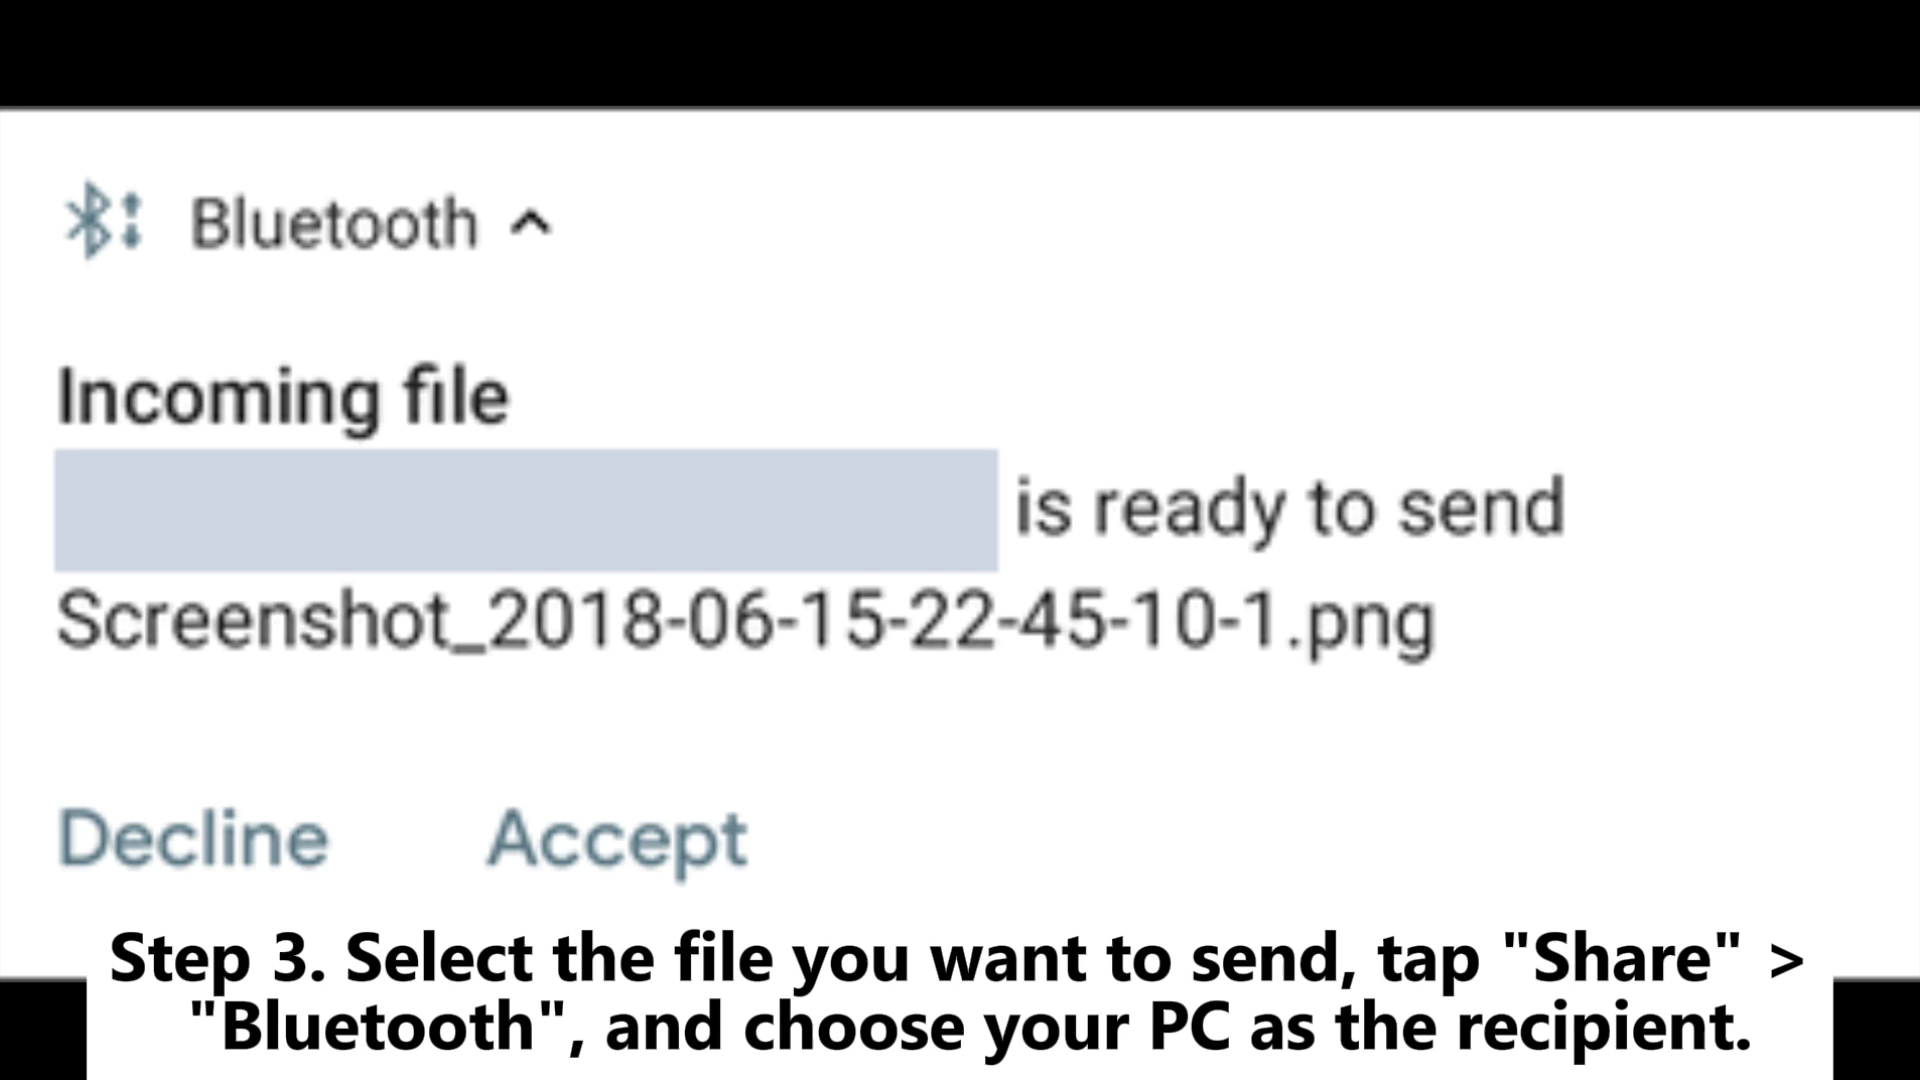 Bluetooth
Incoming file
is ready to send
Screenshot_2018-06-15-22-45-10-1.png
Decline Accept
Step 3. Select the file you want to send, tap "Share" >
"Bluetooth", and choose your PC as the recipient.